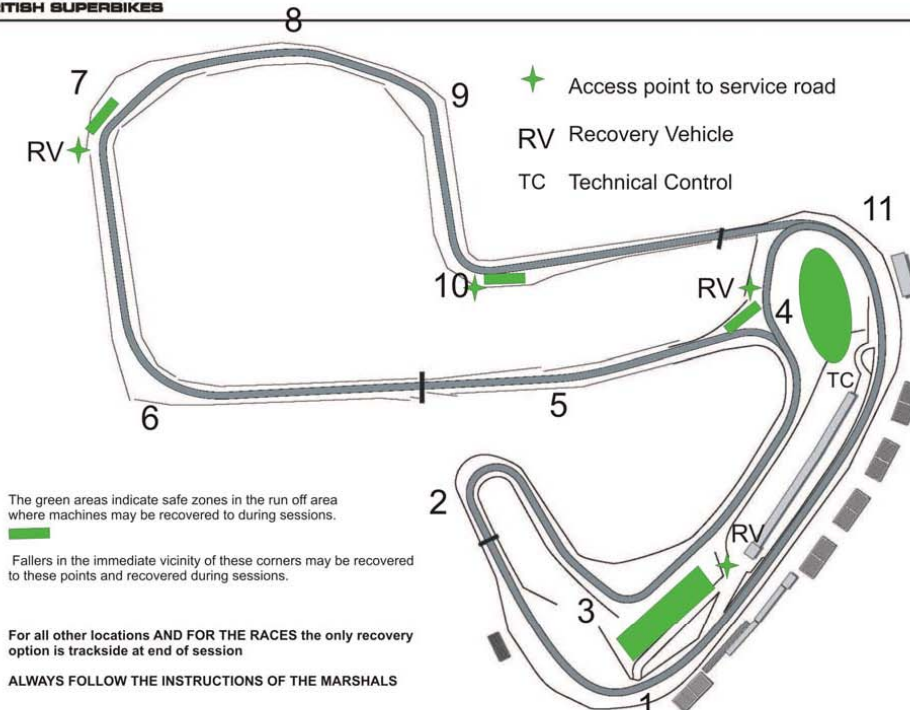 ITISH SUPERBIKES
8
7
9
Access point to service road
RV
RV Recovery Vehicle
TC Technical Control
11
10
RV
4
TC
6
5
2
The green areas indicate safe zones in the run off area
where machines may be recovered to during sessions.
RV
Fallers in the immediate vicinity of these corners may be recovered
to these points and recovered during sessions.
3
For all other locations AND FOR THE RACES the only recovery
option is trackside at end of session
ALWAYS FOLLOW THE INSTRUCTIONS OF THE MARSHALS
1